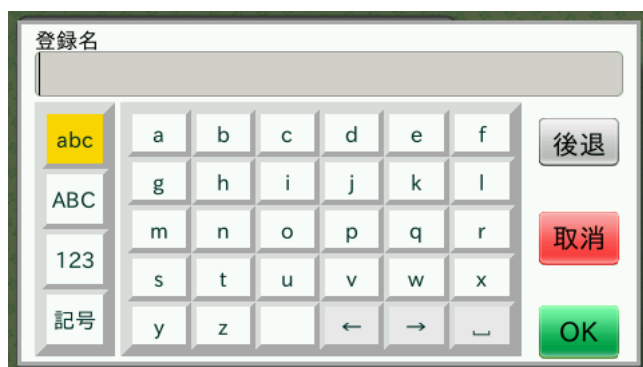 登録名
abc a b c d e f 後退
ABC g h i j k l
m n o p q r 取消
123 s t u v w x
記号 y z ← → ⎵ OK